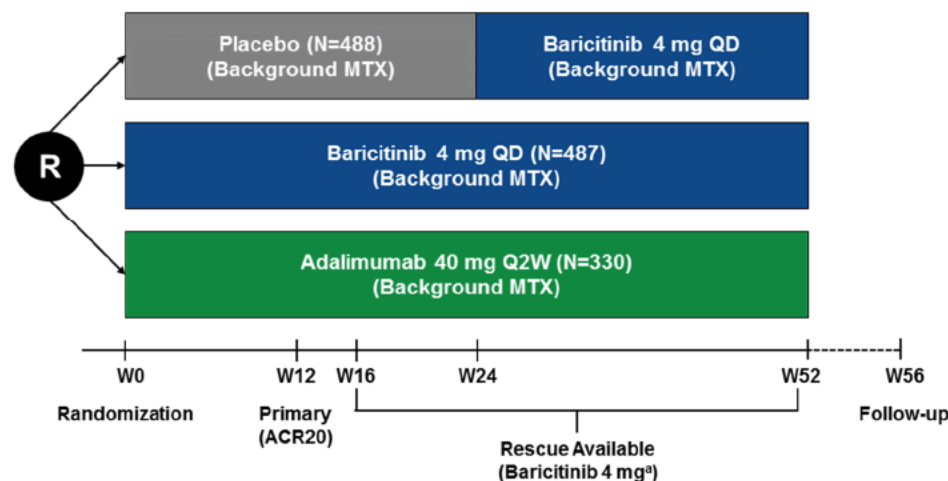 Placebo (N=488)
(Background MTX)
Baricitinib 4 mg QD
(Background MTX)
R
Baricitinib 4 mg QD (N=487)
(Background MTX)
Adalimumab 40 mg Q2W (N=330)
(Background MTX)
W0
W12
W16
W24
W52
W56
Randomization
Primary
(ACR20)
Follow-up
Rescue Available
(Baricitinib 4 mgª)